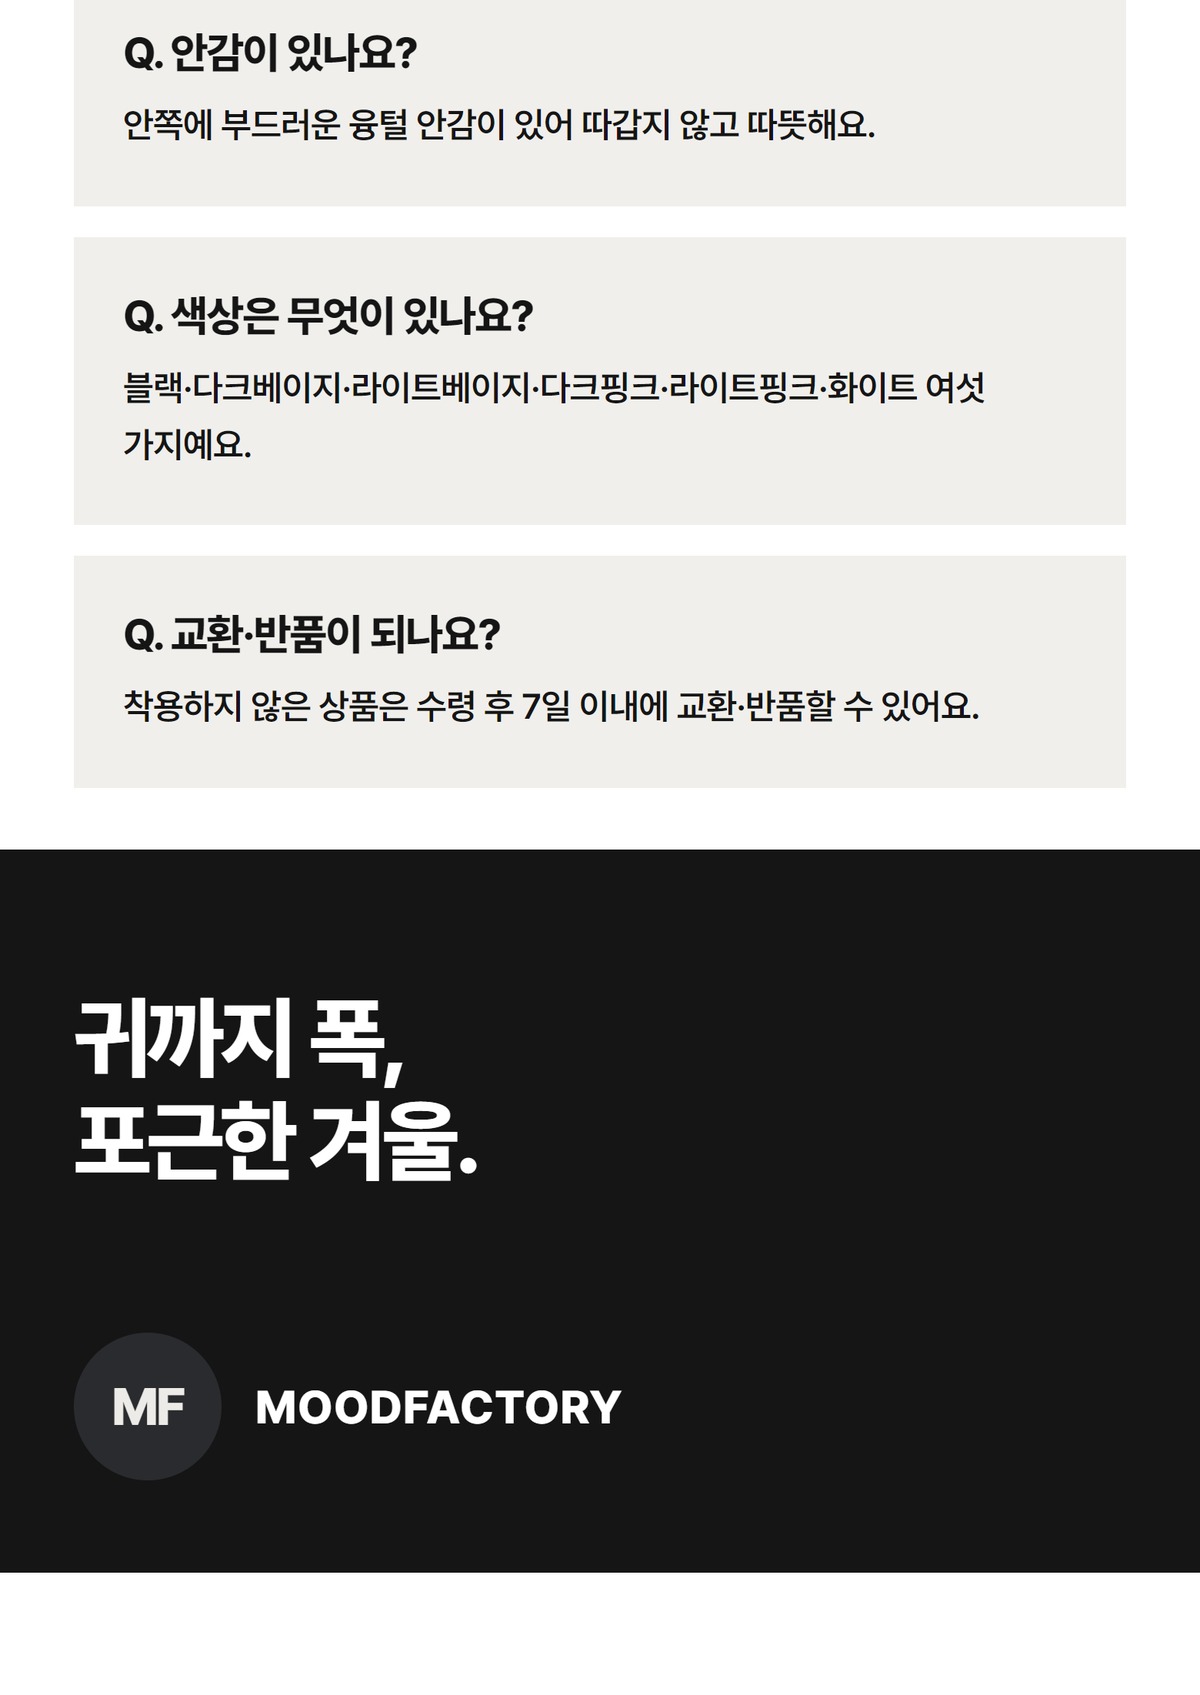 Q. 안감이 있나요?
안쪽에 부드러운 융털 안감이 있어 따갑지 않고 따뜻해요.
Q. 색상은 무엇이 있나요?
블랙·다크베이지·라이트베이지·다크핑크·라이트핑크·화이트 여섯
가지예요.
Q. 교환·반품이 되나요?
착용하지 않은 상품은 수령 후 7일 이내에 교환·반품할 수 있어요.
귀까지 폭,
포근한 겨울.
MF
MOODFACTORY